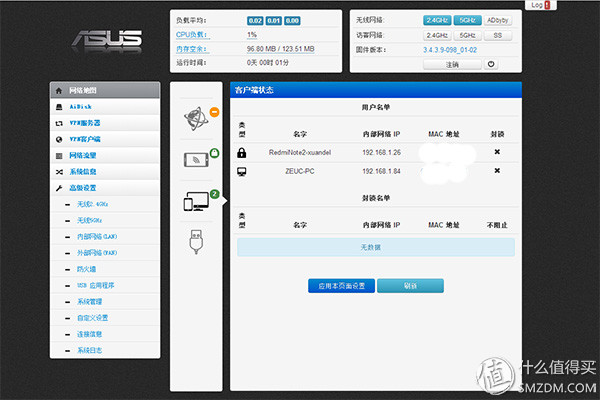 Log
ASUS
负载平均: 0.02 0.01 0.00
CPU负载: 1%
内存空余: 96.80 MB / 123.51 MB
运行时间: 0天 00时 01分
无线网络: 2.4GHz 5GHz ADbyby
访客网络: 2.4GHz 5GHz SS
固件版本: 3.4.3.9-098_01-02
注销
网络地图
AiDisk
VPN服务器
VPN客户端
网络流量
系统信息
高级设置
无线2.4GHz
无线5GHz
内部网络(LAN)
外部网络(WAN)
防火墙
USB 应用程序
系统管理
自定义设置
连接信息
系统日志
2
客户端状态
用户名单
类型 名字 内部网络 IP MAC 地址 封锁
RedmiNote2-xuandel 192.168.1.26
ZEUC-PC 192.168.1.84
封锁名单
类型 名字 内部网络 IP MAC 地址 不阻止
无数据
应用本页面设置 刷新
值 什么值得买
SMZDM.COM